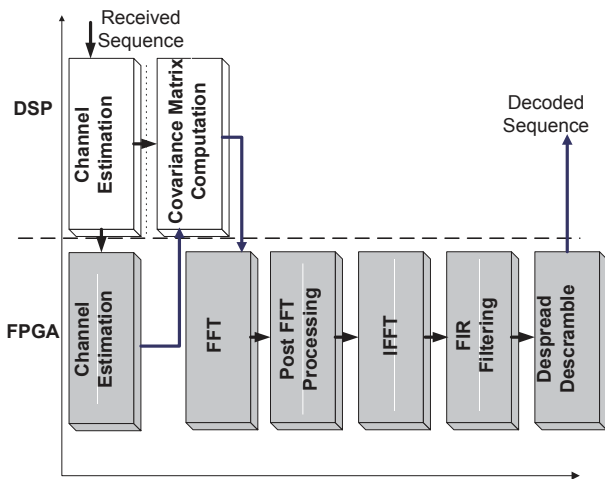 Received
Sequence
DSP
Channel
Estimation
Covariance Matrix
Computation
Decoded
Sequence
FPGA
Channel
Estimation
FFT
Post FFT
Processing
IFFT
FIR
Filtering
Despread
Descramble